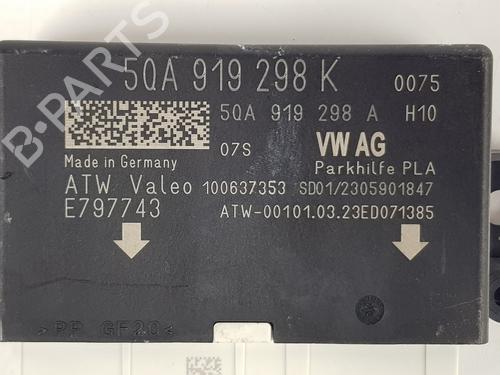 5QA 919 298 K 0075
5QA 919 298 A H10
07S VW AG
Made in Germany Parkhilfe PLA
ATW Valeo 100637353 SD01/2305901847
E797743 ATW-00101.03.23ED071385
>PP GF20<
B-PARTS